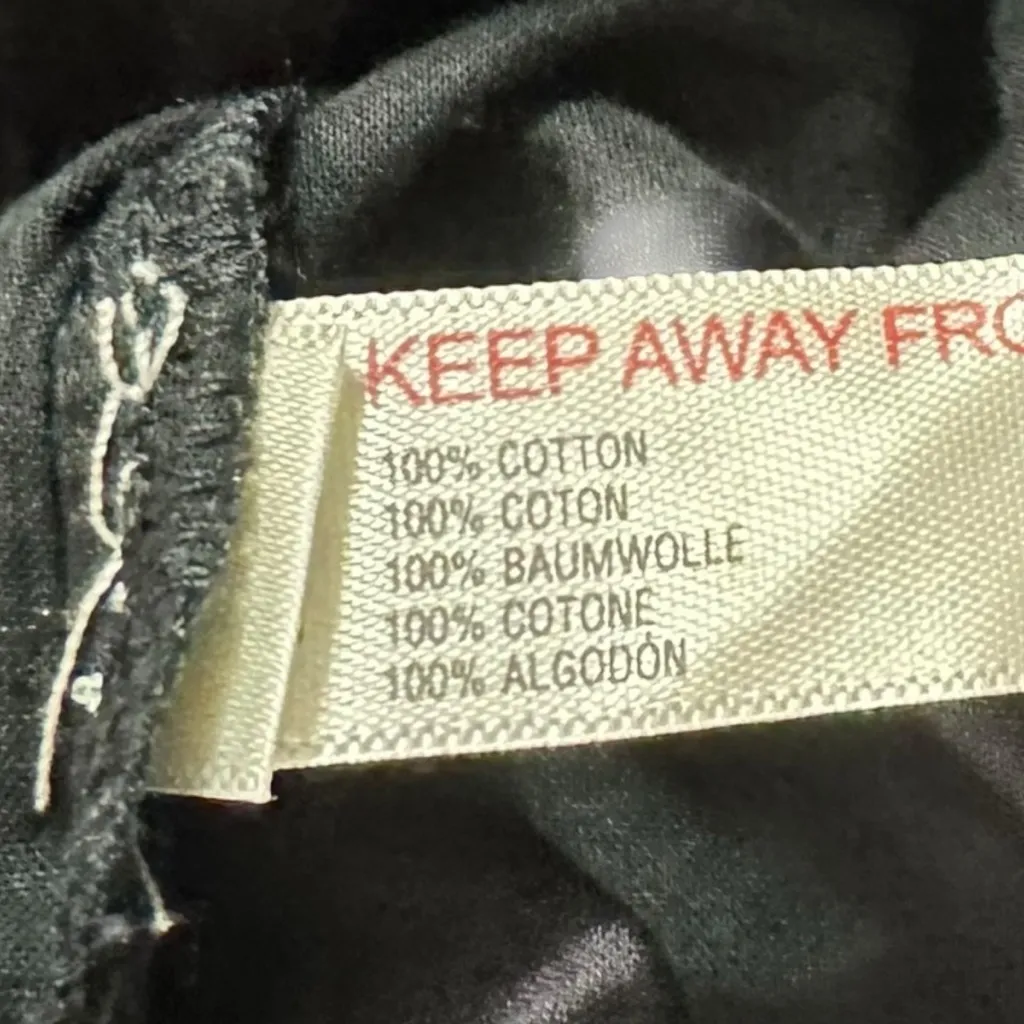 KEEP AWAY FRO
100% COTTON
100% COTON
100% BAUMWOLLE
100% COTONE
100% ALGODÓN